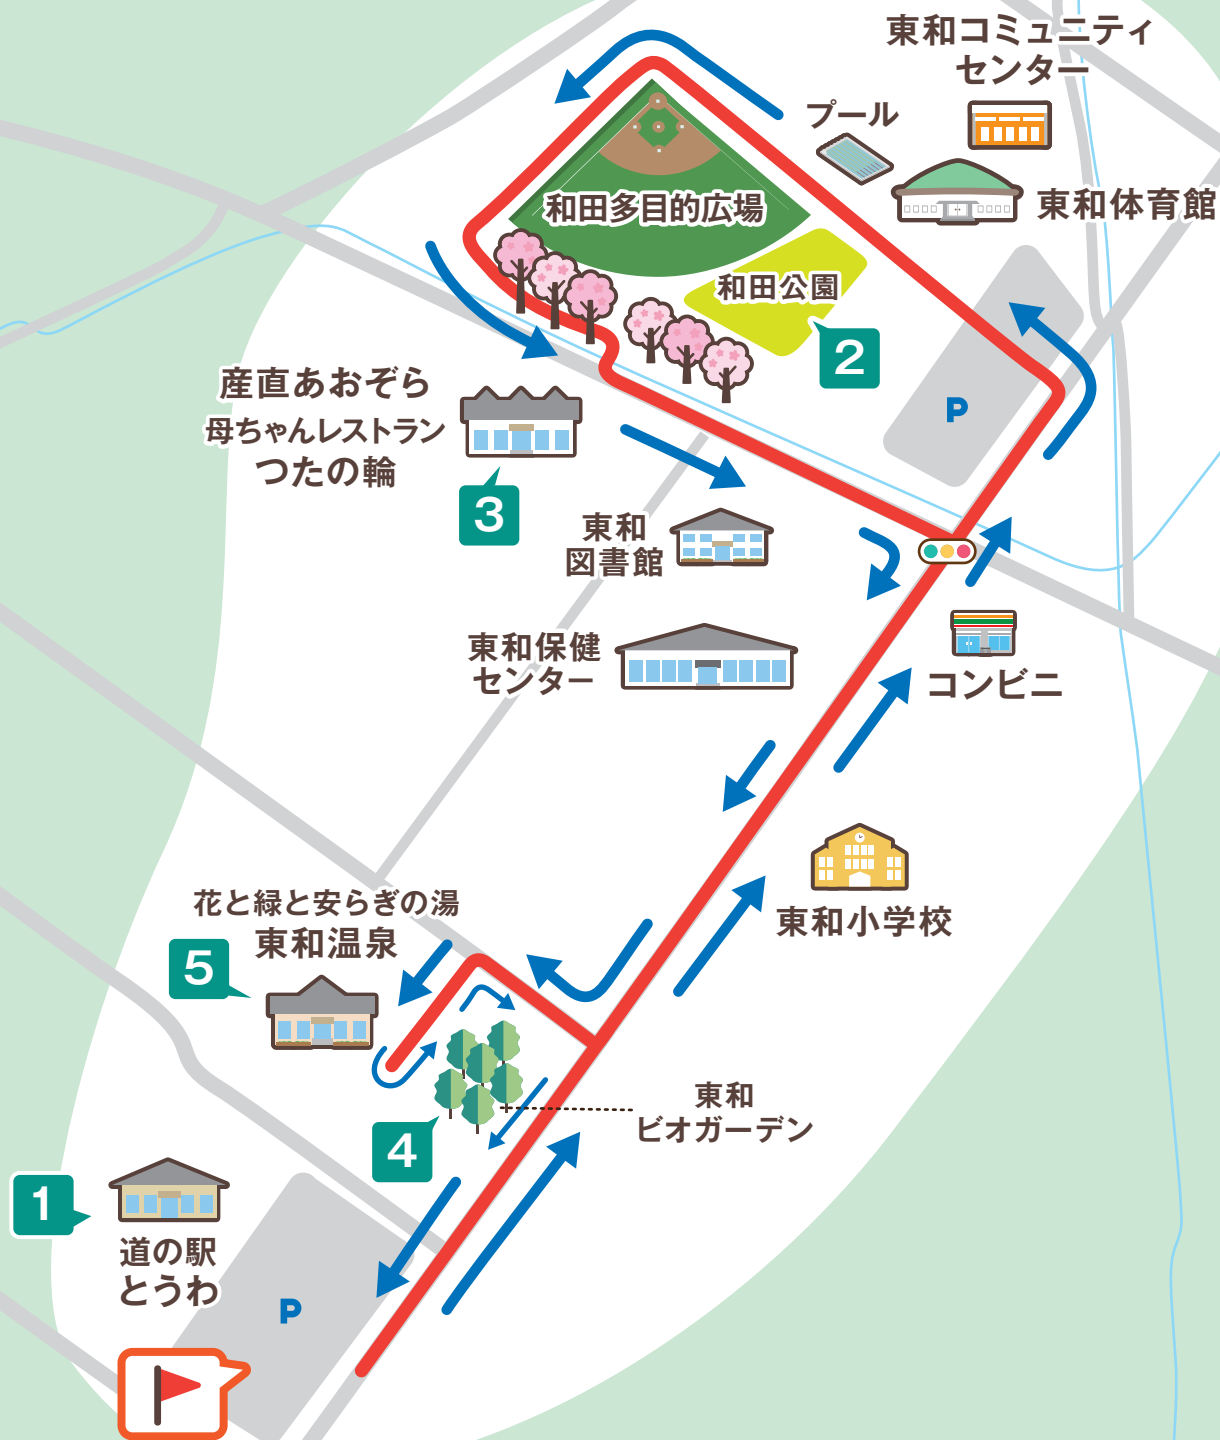 東和コミュニティ
センター
プール
東和体育館
和田多目的広場
和田公園
2
P
産直あおぞら
母ちゃんレストラン
つたの輪
3
東和
図書館
東和保健
センター
コンビニ
東和小学校
花と緑と安らぎの湯
東和温泉
5
東和
ビオガーデン
4
1
道の駅
とうわ
P